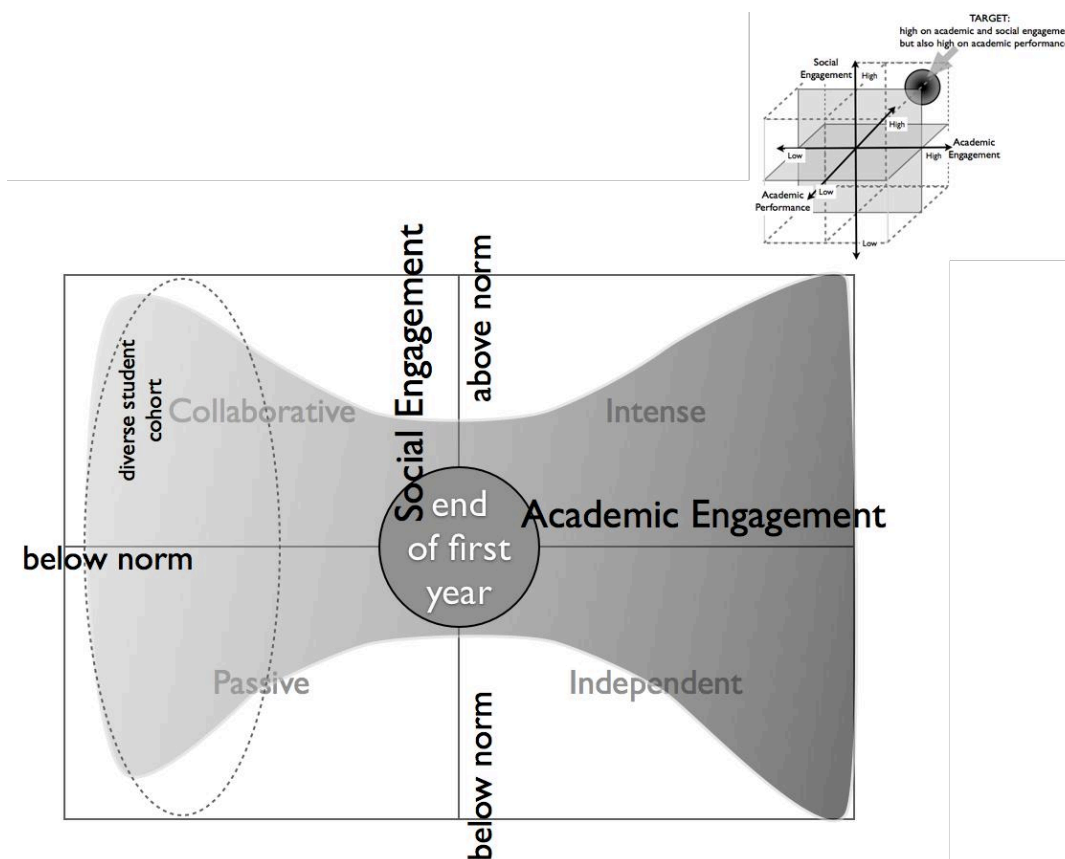 TARGET:
high on academic and social engageme
but also high on academic performance
Social
Engagement
High
High
Low
High
Academic
Engagement
Low
Academic
Performance
Low
Social Engagement
above norm
diverse student
cohort
Collaborative
Intense
end
of first
year
Academic Engagement
below norm
Passive
Independent
below norm